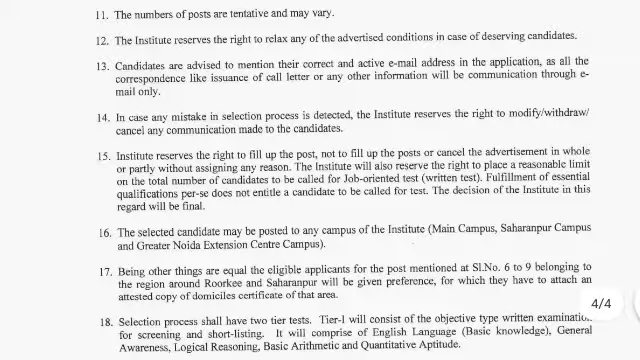 11. The numbers of posts are tentative and may vary.
12. The Institute reserves the right to relax any of the advertised conditions in case of deserving candidates.
13. Candidates are advised to mention their correct and active e-mail address in the application, as all the
correspondence like issuance of call letter or any other information will be communication through e-
mail only.
14. In case any mistake in selection process is detected, the Institute reserves the right to modify/withdraw/
cancel any communication made to the candidates.
15. Institute reserves the right to fill up the post, not to fill up the posts or cancel the advertisement in whole
or partly without assigning any reason. The Institute will also reserve the right to place a reasonable limit
on the total number of candidates to be called for Job-oriented test (written test). Fulfillment of essential
qualifications per-se does not entitle a candidate to be called for test. The decision of the Institute in this
regard will be final.
16. The selected candidate may be posted to any campus of the Institute (Main Campus, Saharanpur Campus
and Greater Noida Extension Centre Campus).
17. Being other things are equal the eligible applicants for the post mentioned at Sl.No. 6 to 9 belonging to
the region around Roorkee and Saharanpur will be given preference, for which they have to attach an
attested copy of domiciles certificate of that area.
4/4
18. Selection process shall have two tier tests. Tier-I will consist of the objective type written examination
for screening and short-listing. It will comprise of English Language (Basic knowledge), General
Awareness, Logical Reasoning, Basic Arithmetic and Quantitative Aptitude.